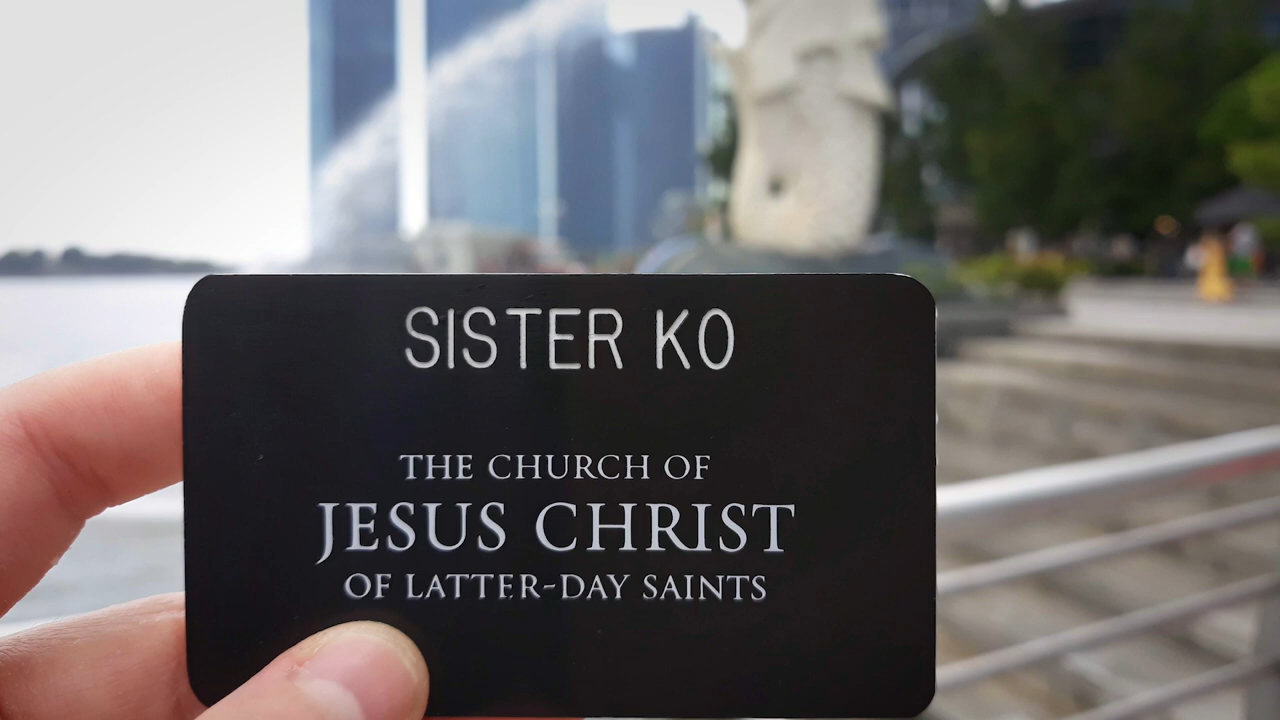 SISTER KO
THE CHURCH OF
JESUS CHRIST
OF LATTER-DAY SAINTS